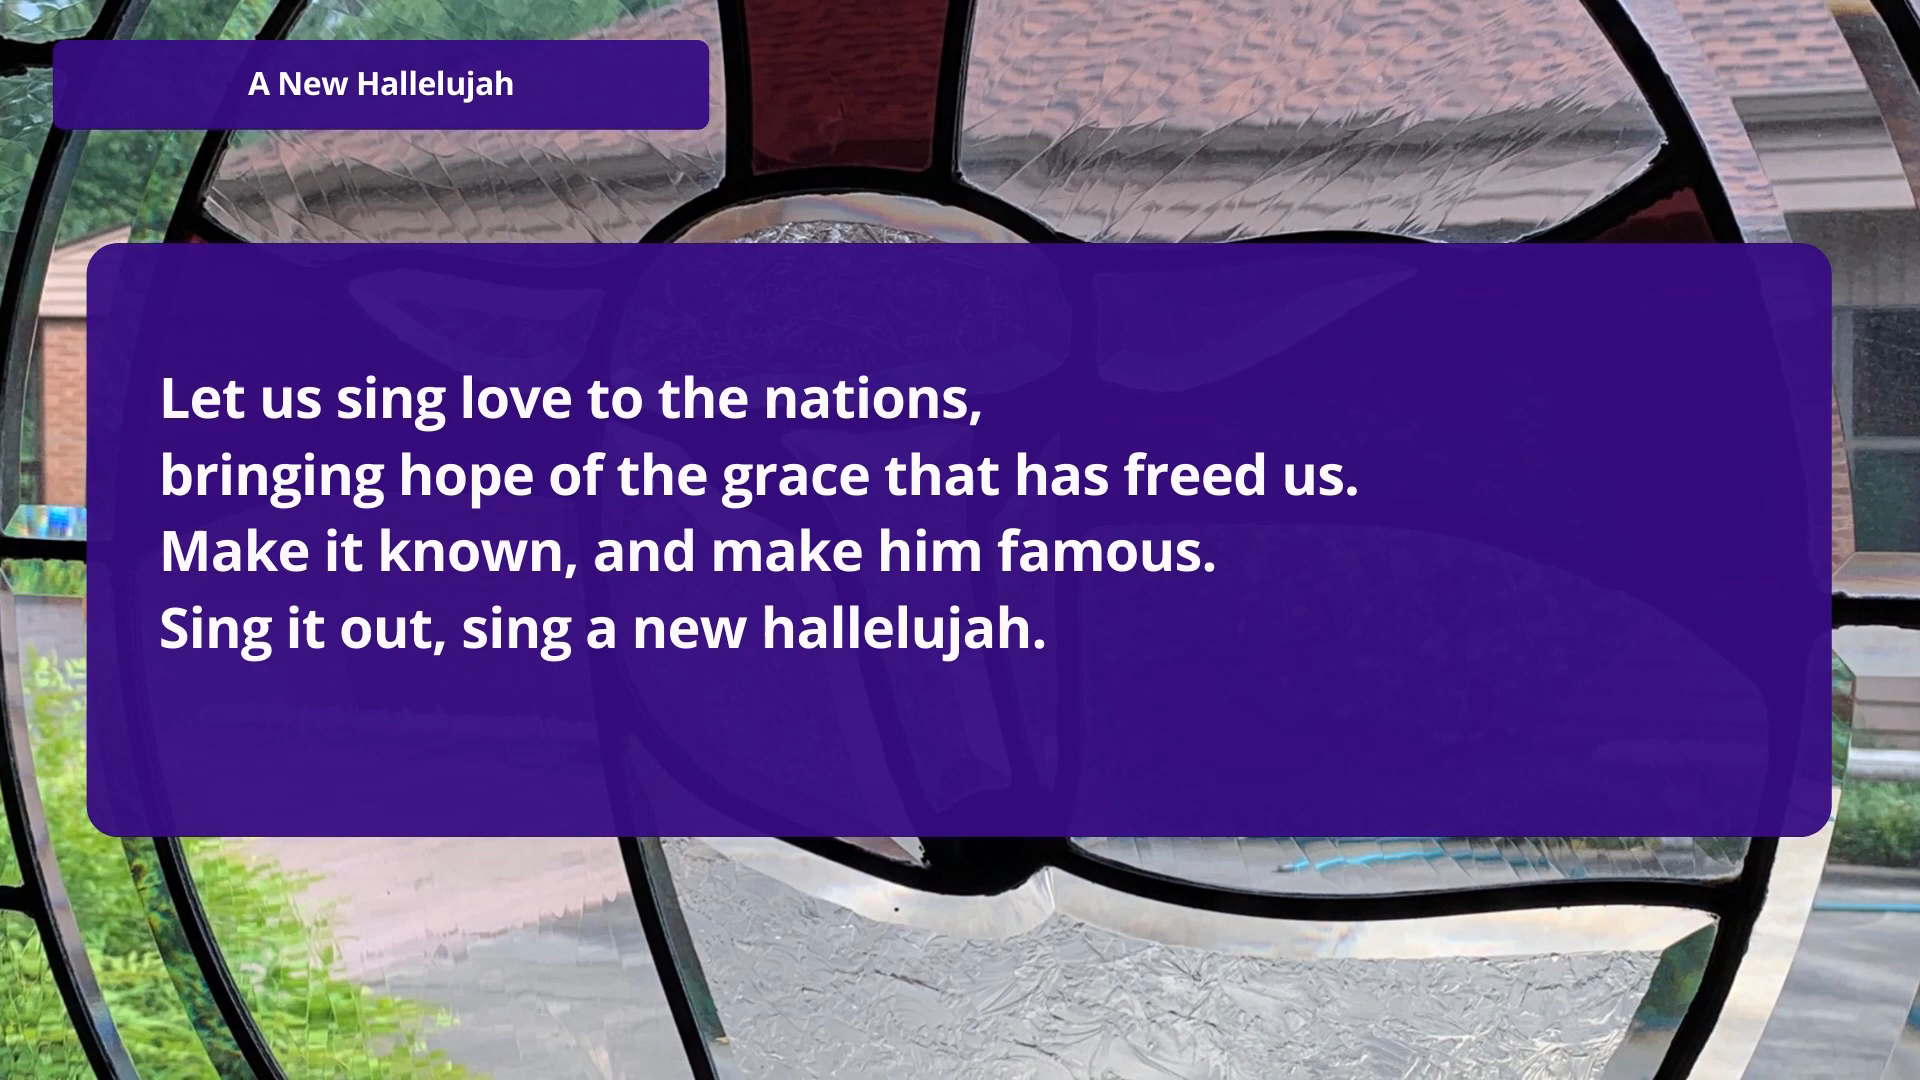 A New Hallelujah
Let us sing love to the nations,
bringing hope of the grace that has freed us.
Make it known, and make him famous.
Sing it out, sing a new hallelujah.